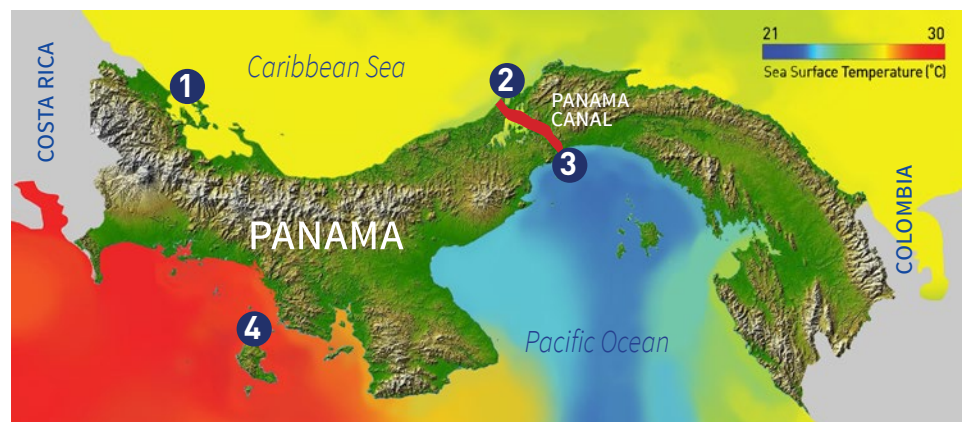 21 30
Sea Surface Temperature (°C)
COSTA RICA
Caribbean Sea
1
2
PANAMA
CANAL
3
PANAMA
COLOMBIA
4
Pacific Ocean